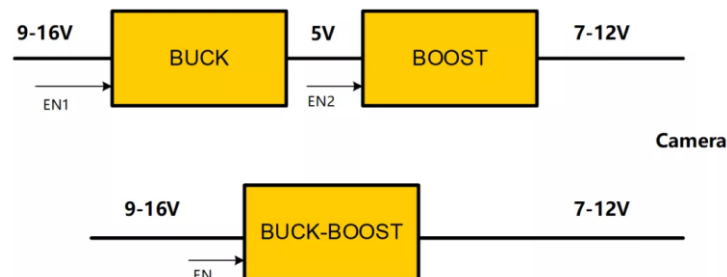 9-16V
5V
7-12V
BUCK
BOOST
EN1
EN2
Camera
9-16V
7-12V
BUCK-BOOST
EN